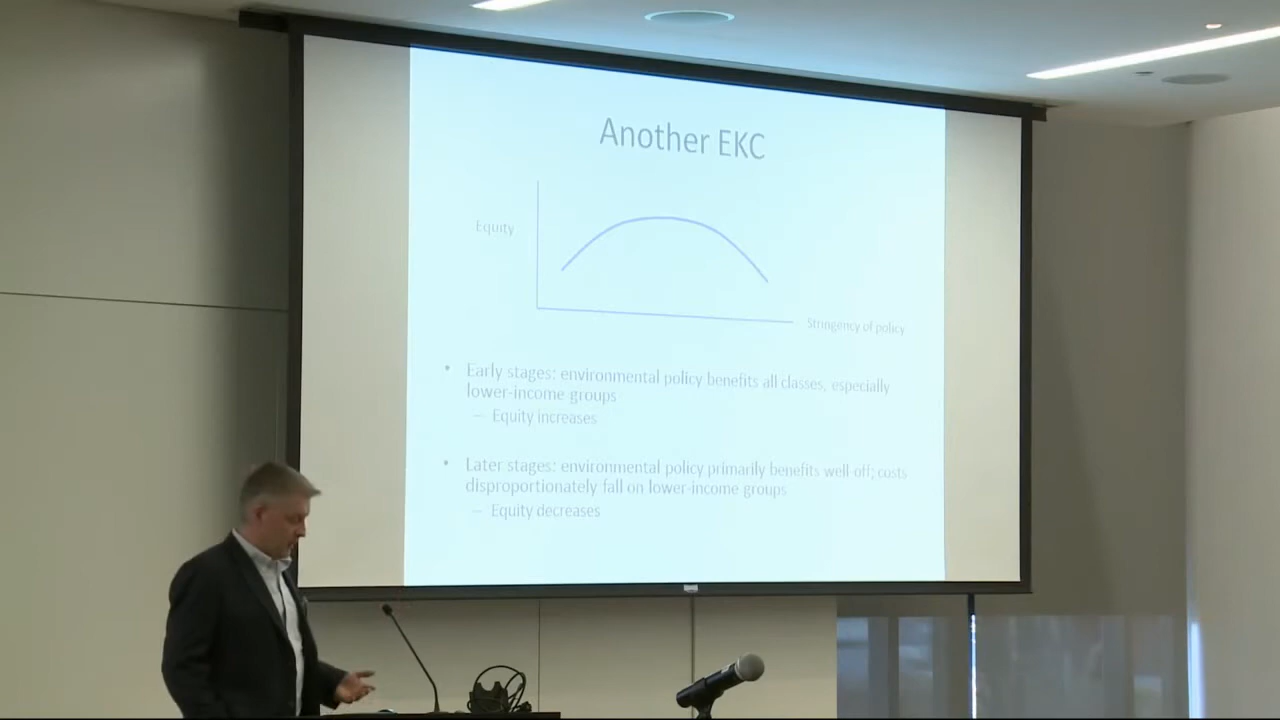 Another EKC
Equity
Stringency of policy
• Early stages: environmental policy benefits all classes, especially
lower-income groups
– Equity increases
• Later stages: environmental policy primarily benefits well-off; costs
disproportionately fall on lower-income groups
– Equity decreases